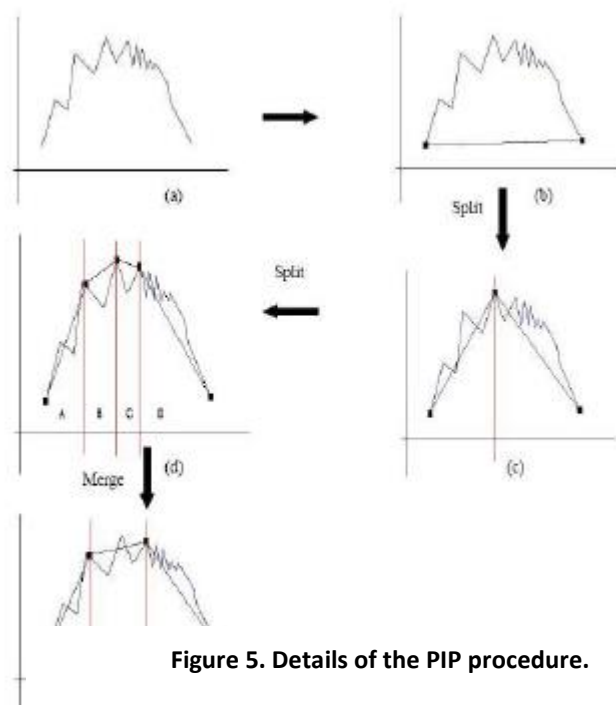 (a)
(b)
Split
Split
A B C D
(c)
(d)
Merge
Figure 5. Details of the PIP procedure.